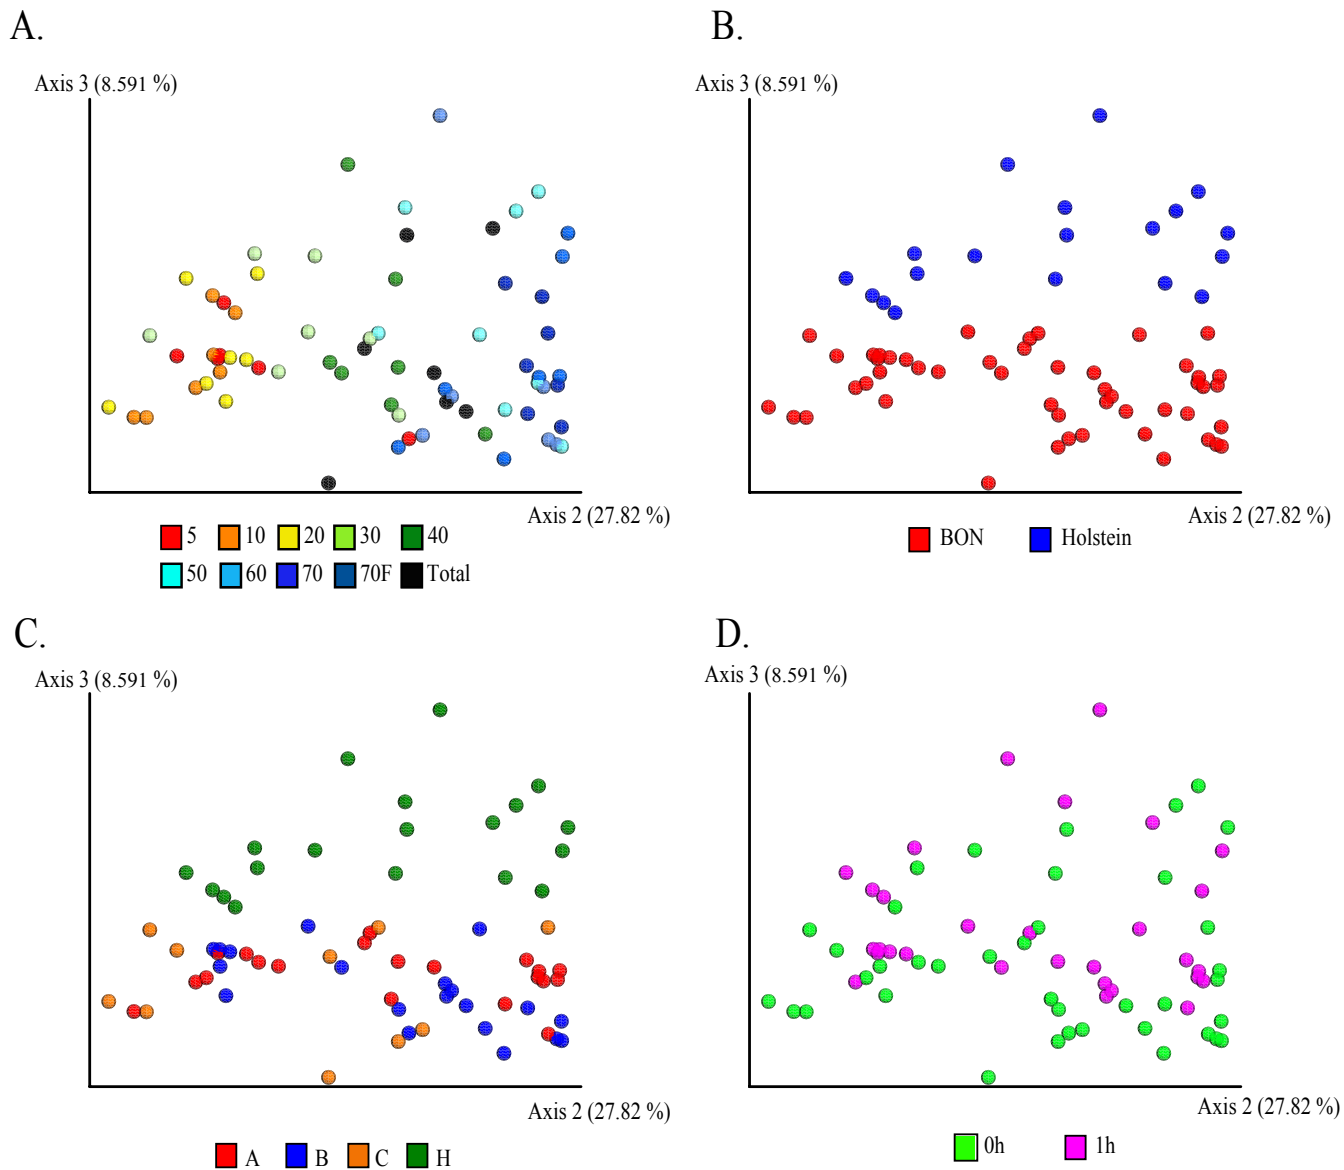 A.
B.
Axis 3 (8.591 %)
Axis 3 (8.591 %)
Axis 2 (27.82 %)
Axis 2 (27.82 %)
5 10 20 30 40
50 60 70 70F Total
BON Holstein
C.
D.
Axis 3 (8.591 %)
Axis 3 (8.591 %)
Axis 2 (27.82 %)
Axis 2 (27.82 %)
A B C H
0h 1h